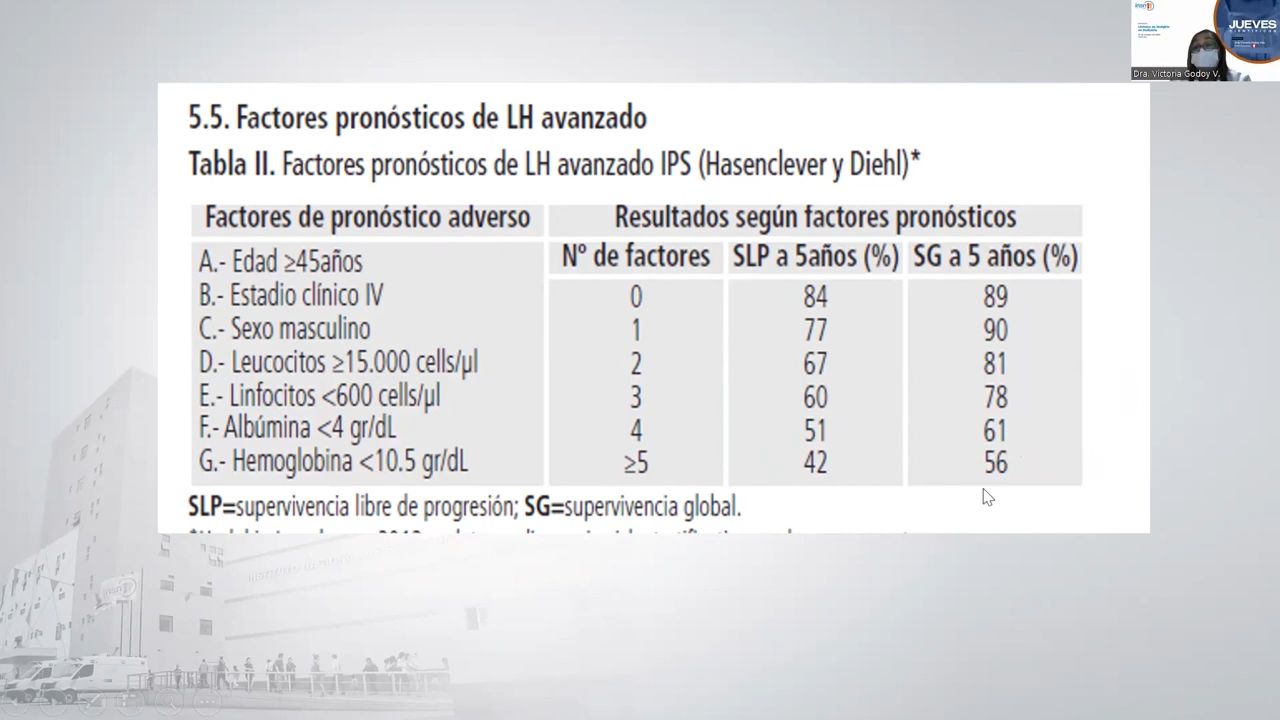 5.5. Factores pronósticos de LH avanzado
Tabla II. Factores pronósticos de LH avanzado IPS (Hasenclever y Diehl)*
Factores de pronóstico adverso
Resultados según factores pronósticos
A.- Edad ≥45años
B.- Estadio clínico IV
C.- Sexo masculino
D.- Leucocitos ≥15.000 cells/µl
E.- Linfocitos <600 cells/µl
F.- Albúmina <4 gr/dL
G.- Hemoglobina <10.5 gr/dL
N° de factores SLP a 5años (%) SG a 5 años (%)
0 84 89
1 77 90
2 67 81
3 60 78
4 51 61
≥5 42 56
SLP=supervivencia libre de progresión; SG=supervivencia global.
JUEVES
CIENTÍFICOS
Dra. Victoria Godoy V.